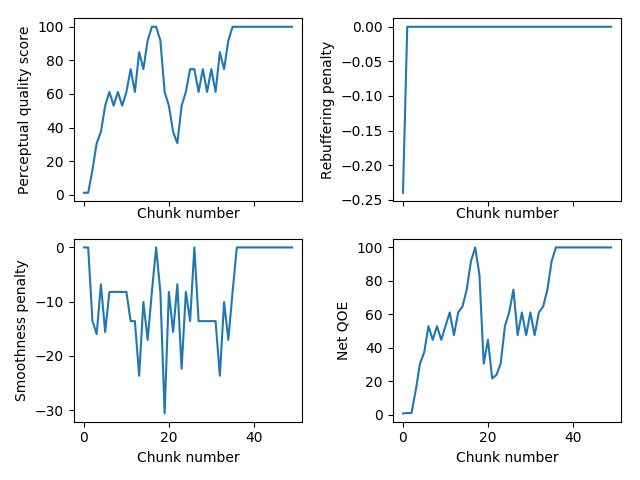 Perceptual quality score
100
80
60
40
20
0
Chunk number
Rebuffering penalty
0.00
−0.05
−0.10
−0.15
−0.20
−0.25
Chunk number
Smoothness penalty
0
−10
−20
−30
0 20 40
Chunk number
Net QOE
100
80
60
40
20
0
0 20 40
Chunk number